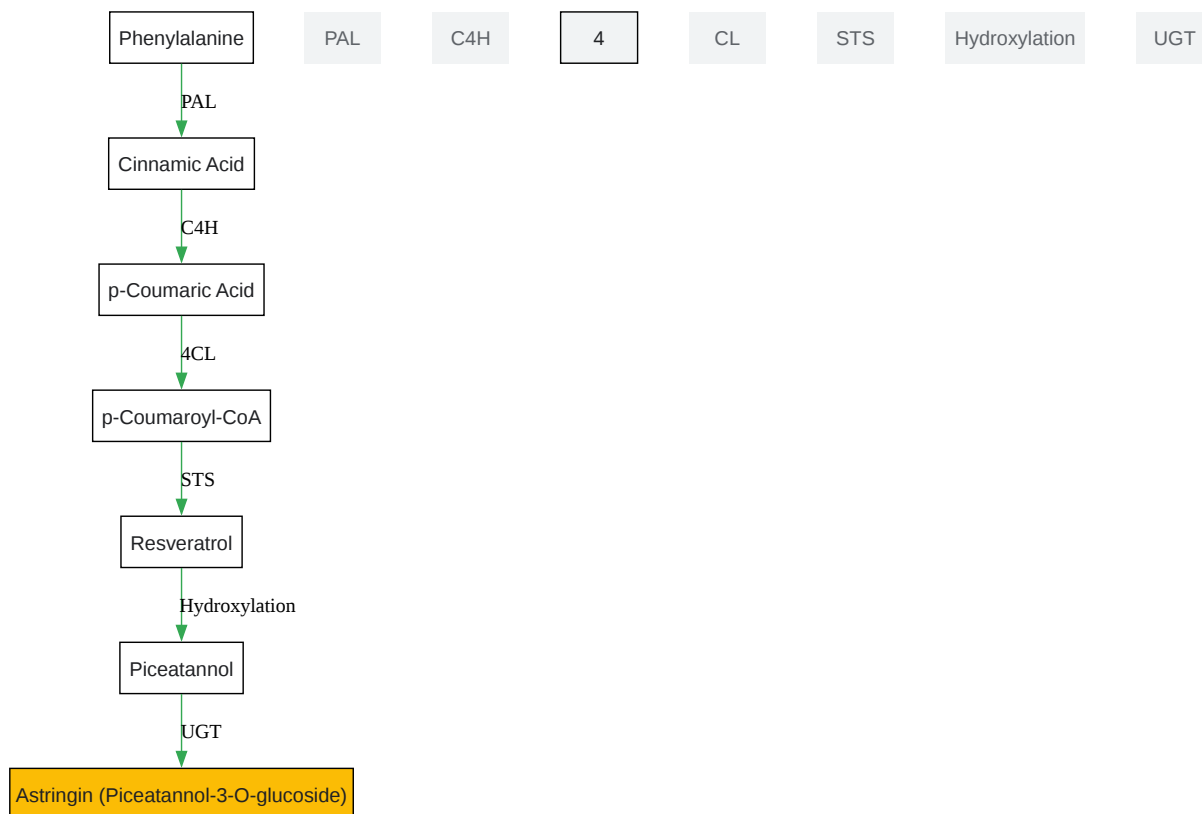 Phenylalanine
PAL
C4H
4
CL
STS
Hydroxylation
UGT
PAL
Cinnamic Acid
C4H
p-Coumaric Acid
4CL
p-Coumaroyl-CoA
STS
Resveratrol
Hydroxylation
Piceatannol
UGT
Astringin (Piceatannol-3-O-glucoside)